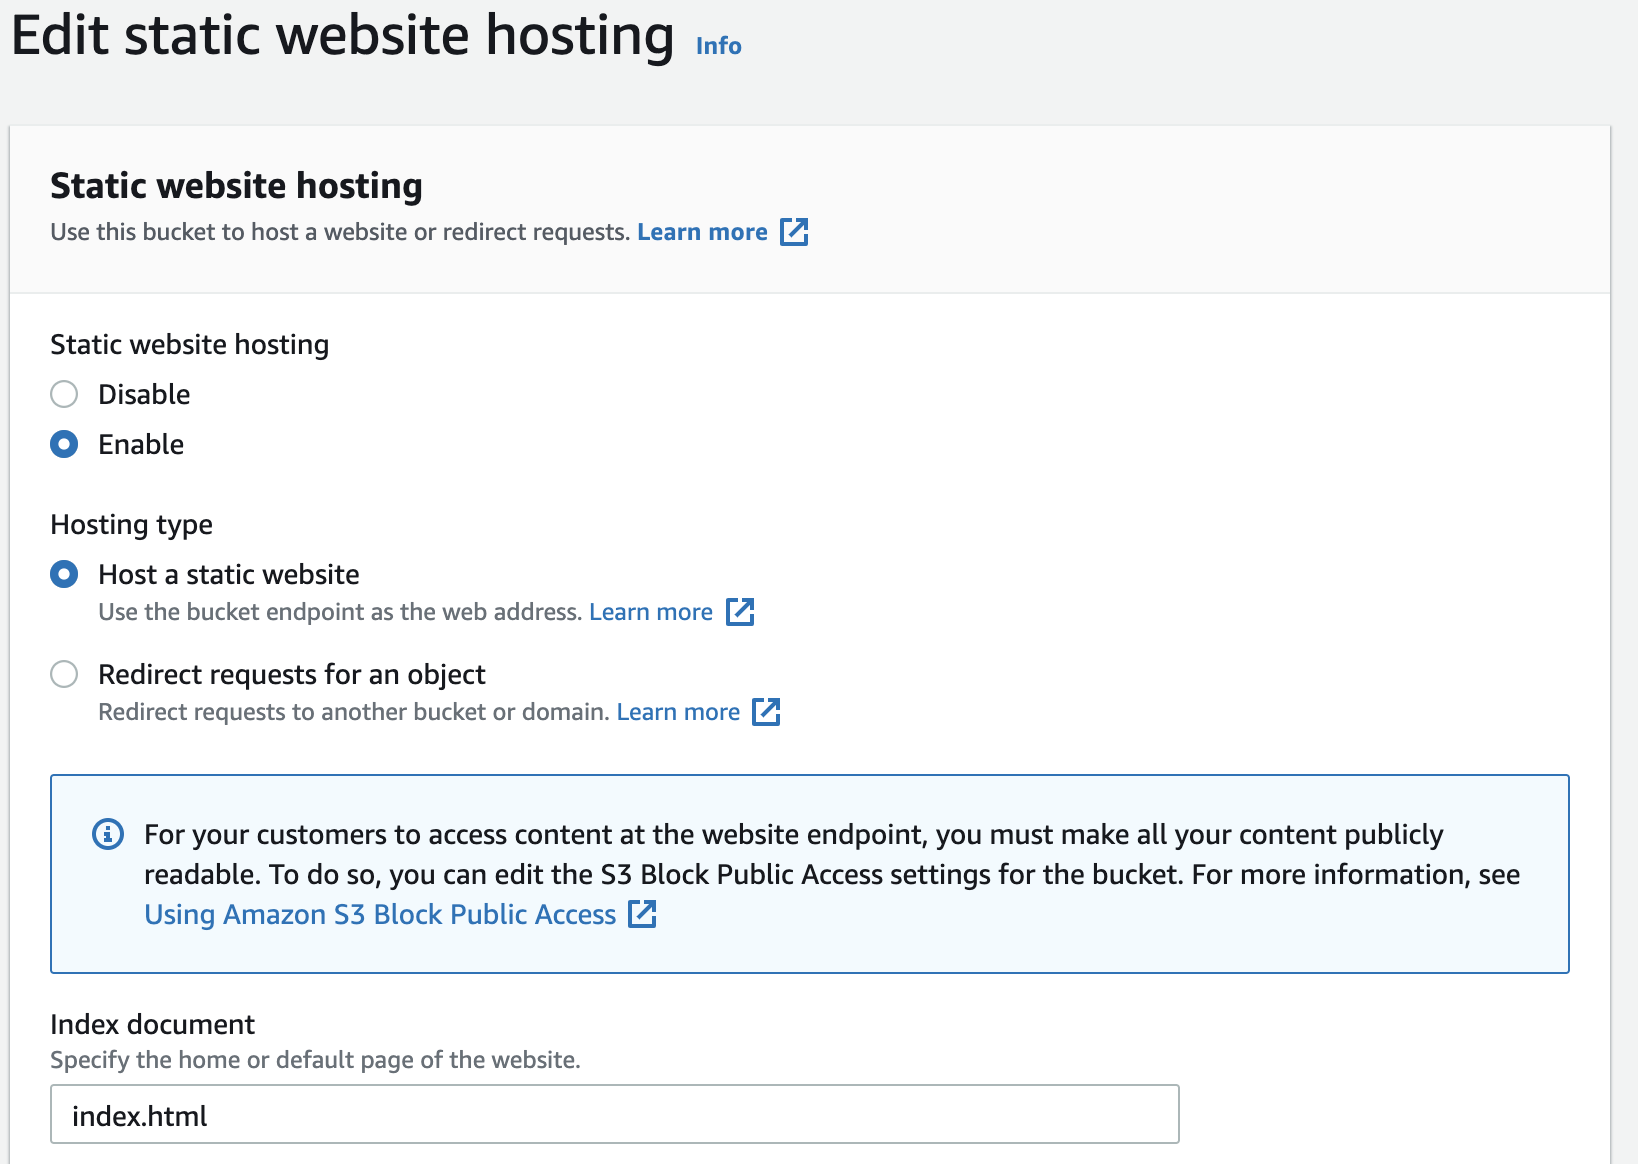 Edit static website hosting Info
Static website hosting
Use this bucket to host a website or redirect requests. Learn more
Static website hosting
Disable
Enable
Hosting type
Host a static website
Use the bucket endpoint as the web address. Learn more
Redirect requests for an object
Redirect requests to another bucket or domain. Learn more
For your customers to access content at the website endpoint, you must make all your content publicly
readable. To do so, you can edit the S3 Block Public Access settings for the bucket. For more information, see
Using Amazon S3 Block Public Access
Index document
Specify the home or default page of the website.
index.html